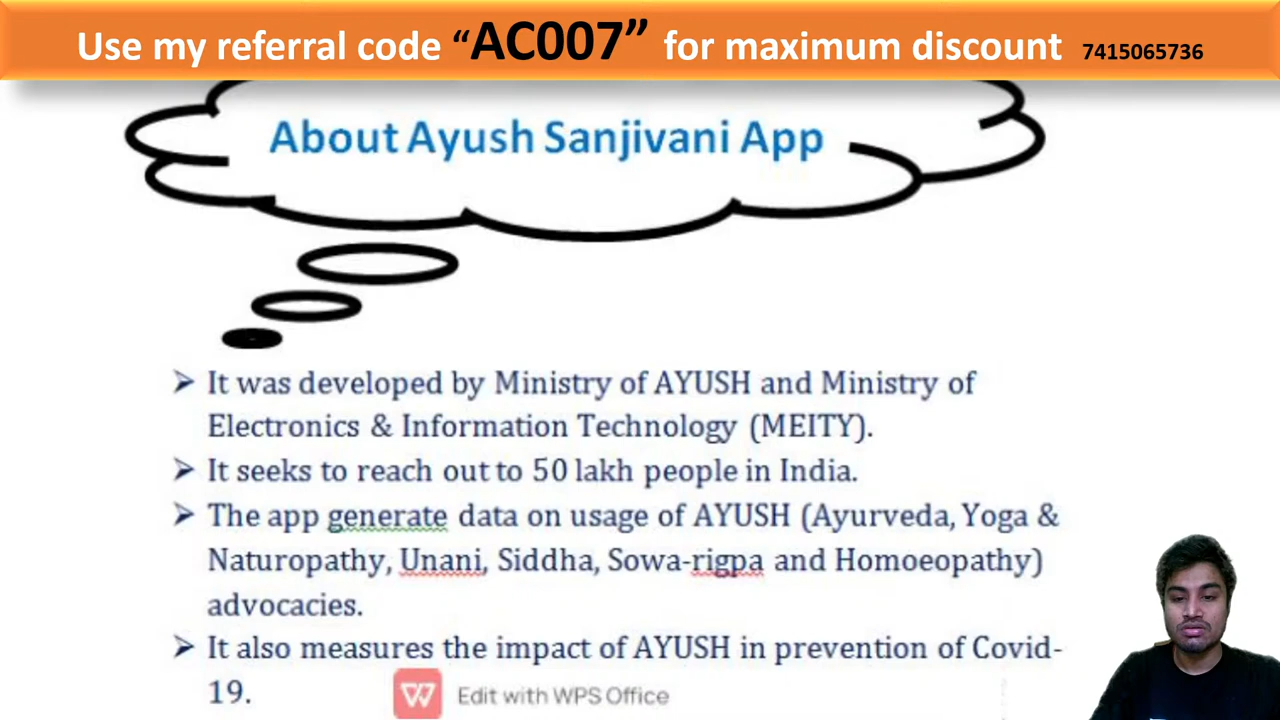 Use my referral code “AC007” for maximum discount 7415065736
About Ayush Sanjivani App
➢ It was developed by Ministry of AYUSH and Ministry of
Electronics & Information Technology (MEITY).
➢ It seeks to reach out to 50 lakh people in India.
➢ The app generate data on usage of AYUSH (Ayurveda, Yoga &
Naturopathy, Unani, Siddha, Sowa-rigpa and Homoeopathy)
advocacies.
➢ It also measures the impact of AYUSH in prevention of Covid-
19.
Edit with WPS Office